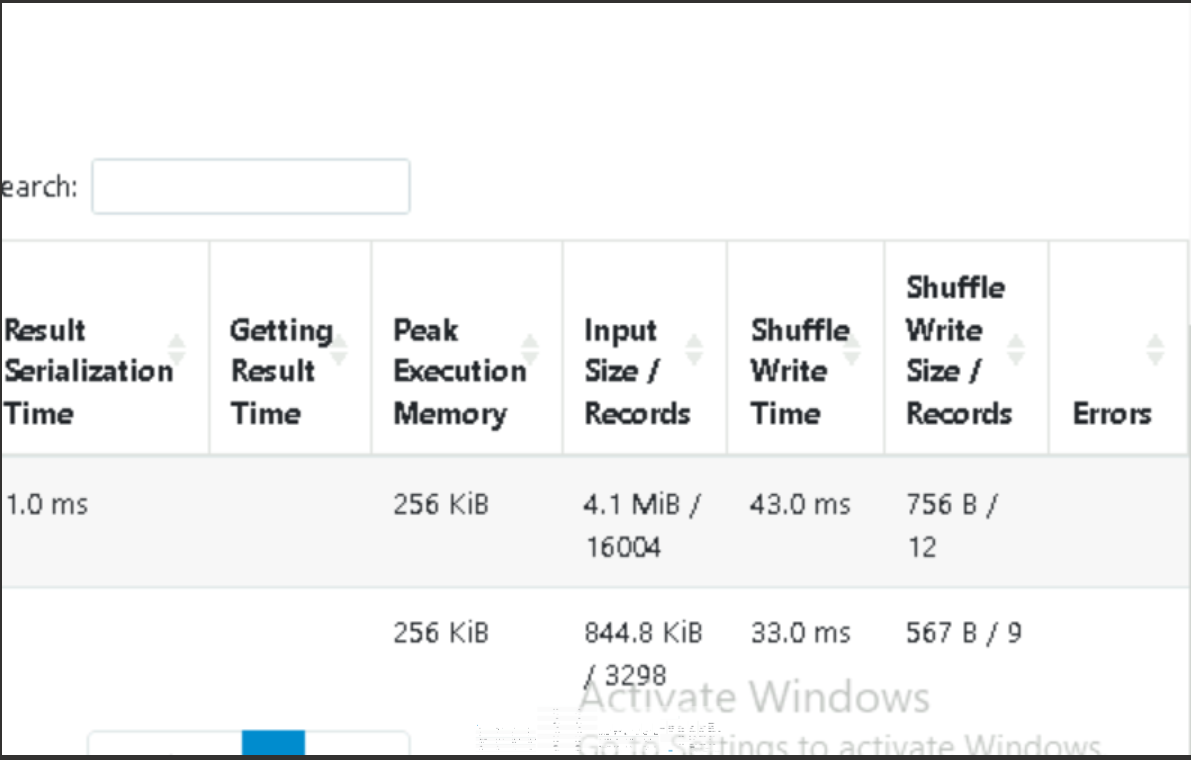 earch:
Result Serialization Time
Getting Result Time
Peak Execution Memory
Input Size / Records
Shuffle Write Time
Shuffle Write Size / Records
Errors
1.0 ms
256 KiB
4.1 MiB / 16004
43.0 ms
756 B / 12
256 KiB
844.8 KiB / 3298
33.0 ms
567 B / 9
Activate Windows
Go to Settings to activate Windows